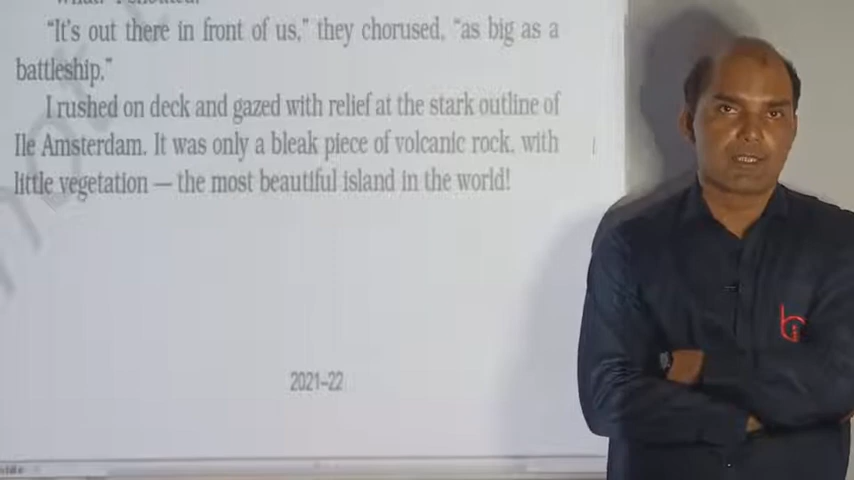 "It's out there in front of us," they chorused, "as big as a
battleship."
I rushed on deck and gazed with relief at the stark outline of
Ile Amsterdam. It was only a bleak piece of volcanic rock, with
little vegetation — the most beautiful island in the world!
2021–22